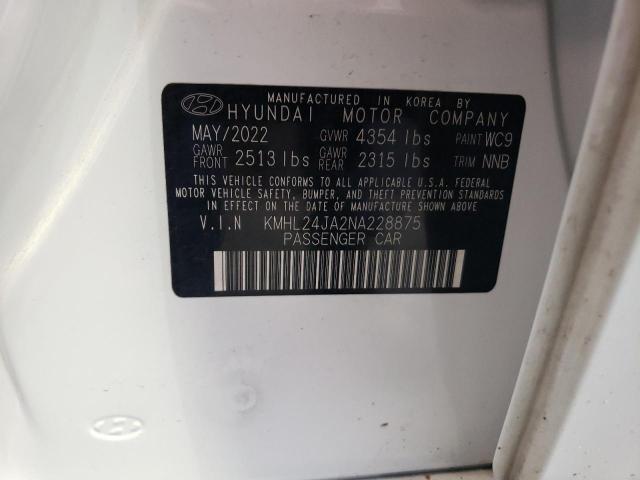 MANUFACTURED IN KOREA BY
HYUNDAI MOTOR COMPANY
MAY/2022 GVWR 4354 lbs PAINT WC9
GAWR FRONT 2513 lbs GAWR REAR 2315 lbs TRIM NNB
THIS VEHICLE CONFORMS TO ALL APPLICABLE U.S.A. FEDERAL
MOTOR VEHICLE SAFETY, BUMPER, AND THEFT PREVENTION STANDARDS
IN EFFECT ON THE DATE OF MANUFACTURE SHOWN ABOVE
V.I.N KMHL24JA2NA228875
PASSENGER CAR